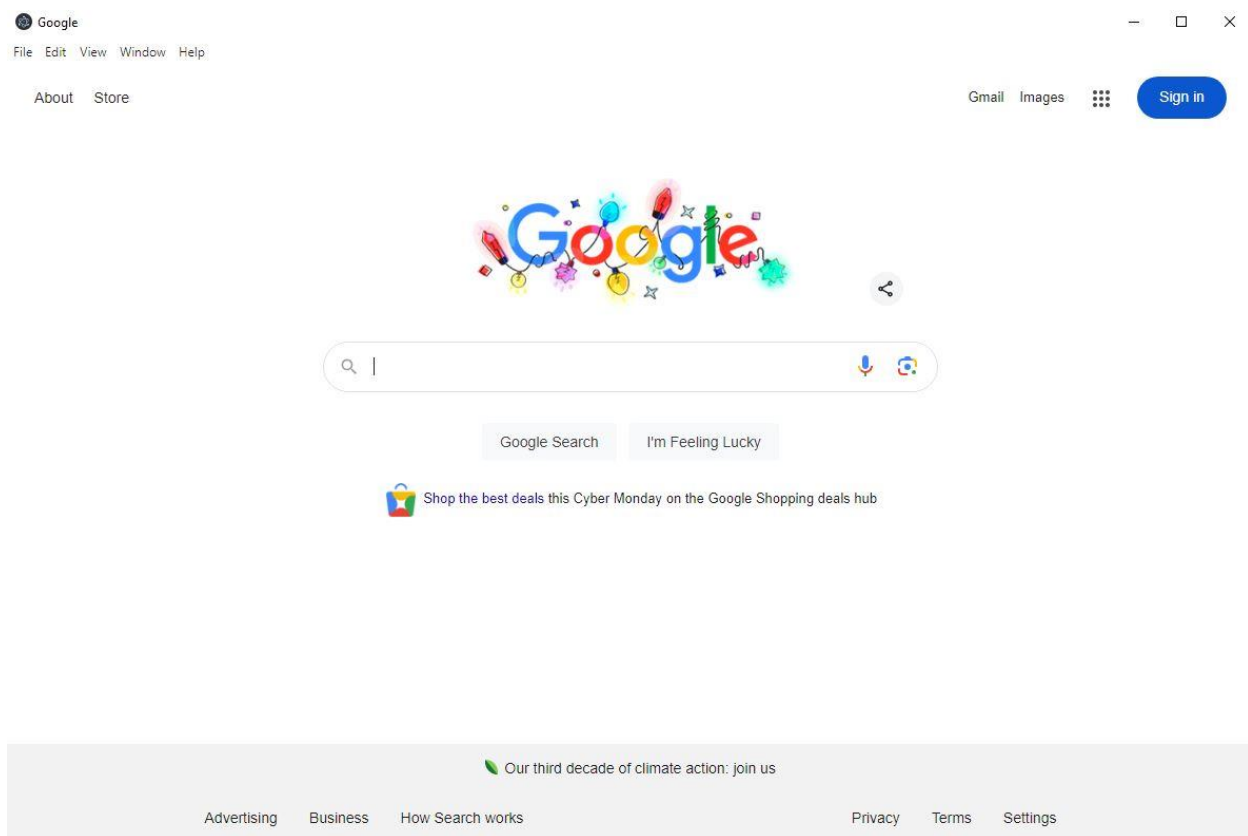 Google
File Edit View Window Help
About Store Gmail Images Sign in
Google
Google Search I'm Feeling Lucky
Shop the best deals this Cyber Monday on the Google Shopping deals hub
Our third decade of climate action: join us
Advertising Business How Search works Privacy Terms Settings